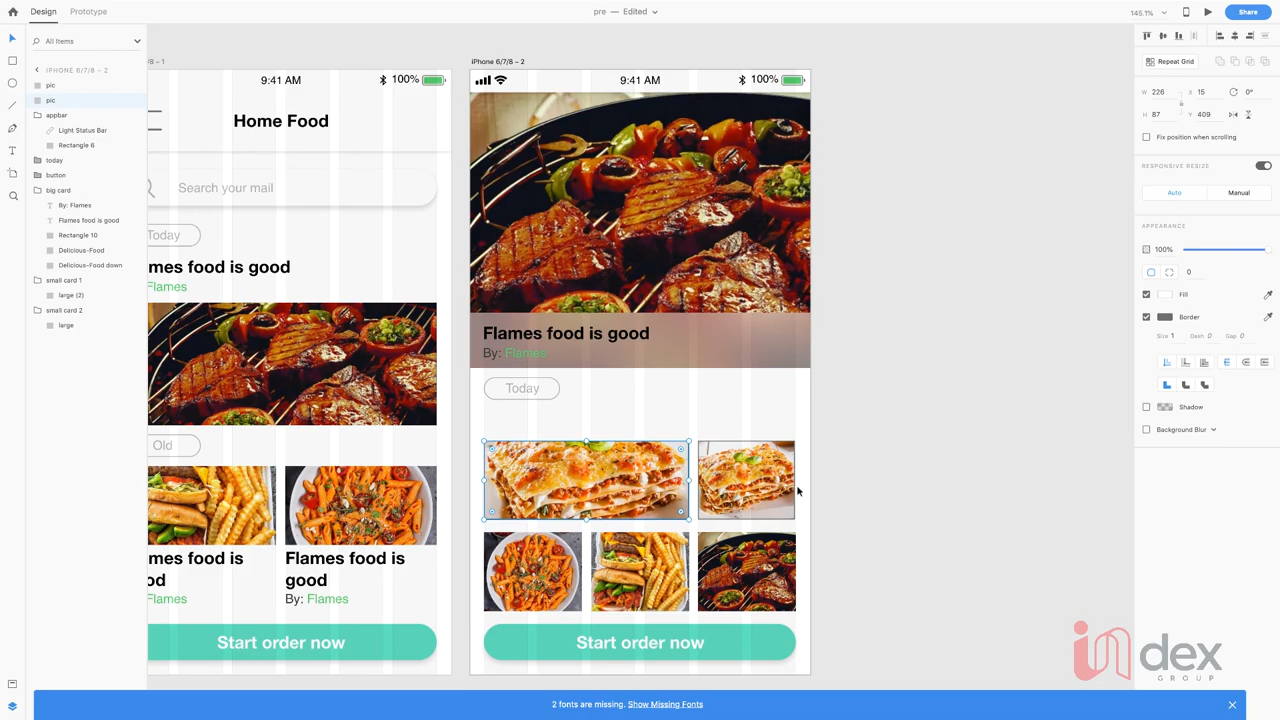 Design
Prototype
pre — Edited
145.1%
Share
All Items
IPHONE 6/7/8 – 2
pic
pic
appbar
Light Status Bar
Rectangle 6
today
button
big card
By: Flames
Flames food is good
Rectangle 10
Delicious-Food
Delicious-Food down
small card 1
large (2)
small card 2
large
– 1
9:41 AM
100%
Home Food
Search your mail
Today
mes food is good
Flames
Old
mes food is
od
Flames
Flames food is
good
By: Flames
Start order now
iPhone 6/7/8 – 2
9:41 AM
100%
Flames food is good
By: Flames
Today
Start order now
Repeat Grid
W 226 X 15 0°
H 87 Y 409
Fix position when scrolling
RESPONSIVE RESIZE
Auto
Manual
APPEARANCE
100%
0
Fill
Border
Size 1 Dash 0 Gap 0
Shadow
Background Blur
index
GROUP
2 fonts are missing. Show Missing Fonts